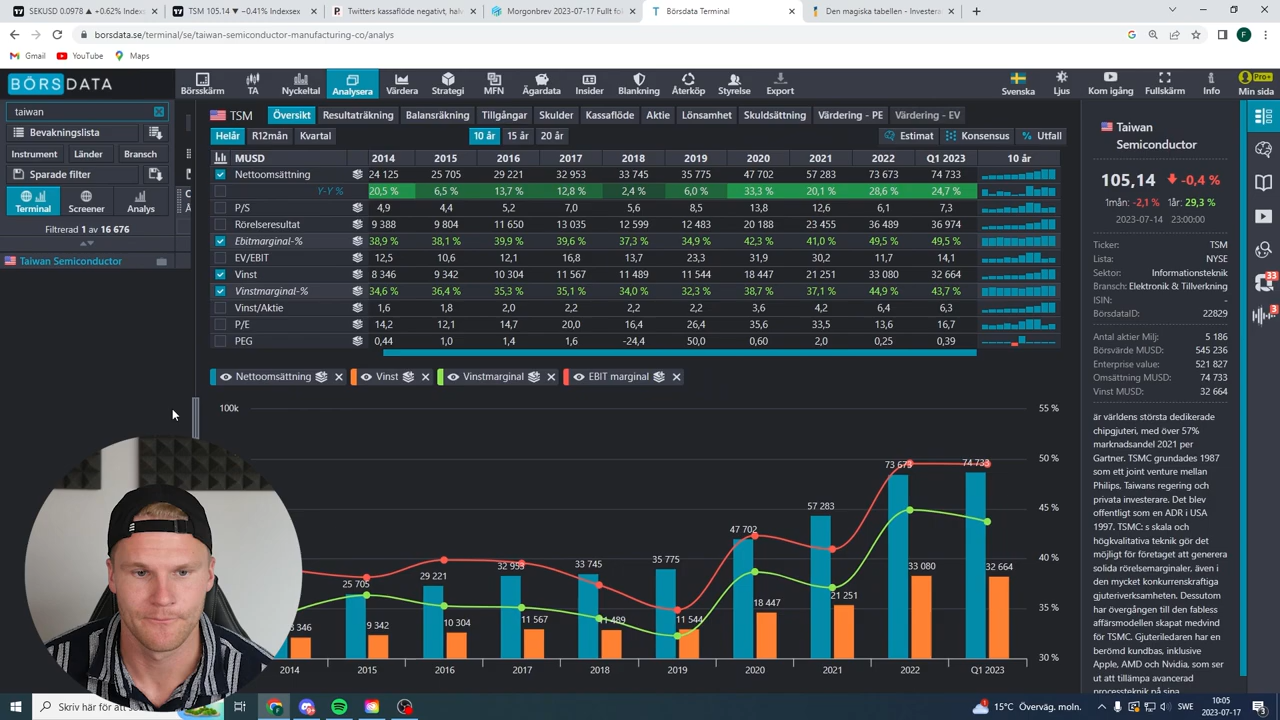 SEKUSD 0.0978 ▲ +0.62% Indexsex
TSM 105.14 ▼ −0.41% Indexsex
Twitters kassaflöde negativt, hal
Morgonbrev 2023-07-17 Fullt fo
Börsdata Terminal
Den magiska tabellen - Investera
borsdata.se/terminal/se/taiwan-semiconductor-manufacturing-co/analys
Gmail YouTube Maps
BÖRSDATA
Börsskärm TA Nyckeltal Analysera Värdera Strategi MFN Ägardata Insider Blankning Återköp Styrelse Export
Svenska Ljus Kom igång Fullskärm Info Pro+ Min sida
taiwan
Bevakningslista
Instrument Länder Bransch
Sparade filter
Terminal Screener Analys
Filtrerad 1 av 16 676
Taiwan Semiconductor
TSM Översikt Resultaträkning Balansräkning Tillgångar Skulder Kassaflöde Aktie Lönsamhet Skuldsättning Värdering - PE Värdering - EV
Helår R12mån Kvartal 10 år 15 år 20 år Estimat Konsensus Utfall
MUSD 2014 2015 2016 2017 2018 2019 2020 2021 2022 Q1 2023 10 år
Nettoomsättning 24 125 25 705 29 221 32 953 33 745 35 775 47 702 57 283 73 673 74 733
Y-Y % 20,5 % 6,5 % 13,7 % 12,8 % 2,4 % 6,0 % 33,3 % 20,1 % 28,6 % 24,7 %
P/S 4,9 4,4 5,2 7,0 5,6 8,5 13,8 12,6 6,1 7,3
Rörelseresultat 9 388 9 804 11 650 13 035 12 599 12 483 20 188 23 455 36 489 36 974
Ebitmarginal-% 38,9 % 38,1 % 39,9 % 39,6 % 37,3 % 34,9 % 42,3 % 41,0 % 49,5 % 49,5 %
EV/EBIT 12,5 10,6 12,1 16,8 13,7 23,3 31,9 30,2 11,7 14,1
Vinst 8 346 9 342 10 304 11 567 11 489 11 544 18 447 21 251 33 080 32 664
Vinstmarginal-% 34,6 % 36,4 % 35,3 % 35,1 % 34,0 % 32,3 % 38,7 % 37,1 % 44,9 % 43,7 %
Vinst/Aktie 1,6 1,8 2,0 2,2 2,2 2,2 3,6 4,2 6,4 6,3
P/E 14,2 12,1 14,7 20,0 16,4 26,4 35,6 33,5 13,6 16,7
PEG 0,44 1,0 1,4 1,6 -24,4 50,0 0,60 2,0 0,25 0,39
Nettoomsättning Vinst Vinstmarginal EBIT marginal
100k 55 %
50 %
45 %
40 %
35 %
30 %
25 705 29 221 32 953 33 745 35 775 47 702 57 283 73 673 74 733
346 9 342 10 304 11 567 489 11 544 18 447 21 251 33 080 32 664
2014 2015 2016 2017 2018 2019 2020 2021 2022 Q1 2023
Taiwan
Semiconductor
105,14 -0,4 %
1mån: -2,1 % 1år: 29,3 %
2023-07-14 23:00:00
Ticker: TSM
Lista: NYSE
Sektor: Informationsteknik
Bransch: Elektronik & Tillverkning
ISIN: -
BörsdataID: 22829
Antal aktier Milj: 5 186
Börsvärde MUSD: 545 236
Enterprise value: 521 827
Omsättning MUSD: 74 733
Vinst MUSD: 32 664
är världens största dedikerade
chipgjuteri, med över 57%
marknadsandel 2021 per
Gartner. TSMC grundades 1987
som ett joint venture mellan
Philips, Taiwans regering och
privata investerare. Det blev
offentligt som en ADR i USA
1997. TSMC: s skala och
högkvalitativa teknik gör det
möjligt för företaget att generera
solida rörelsemarginaler, även i
den mycket konkurrenskraftiga
gjuteriverksamheten. Dessutom
har övergången till den fabless
affärsmodellen skapat medvind
för TSMC. Gjuteriledaren har en
berömd kundbas, inklusive
Apple, AMD och Nvidia, som ser
ut att tillämpa avancerad
processteknik på sina
33
3
Skriv här för att sö
15°C Överväg. moln. SWE 10:05
2023-07-17
3